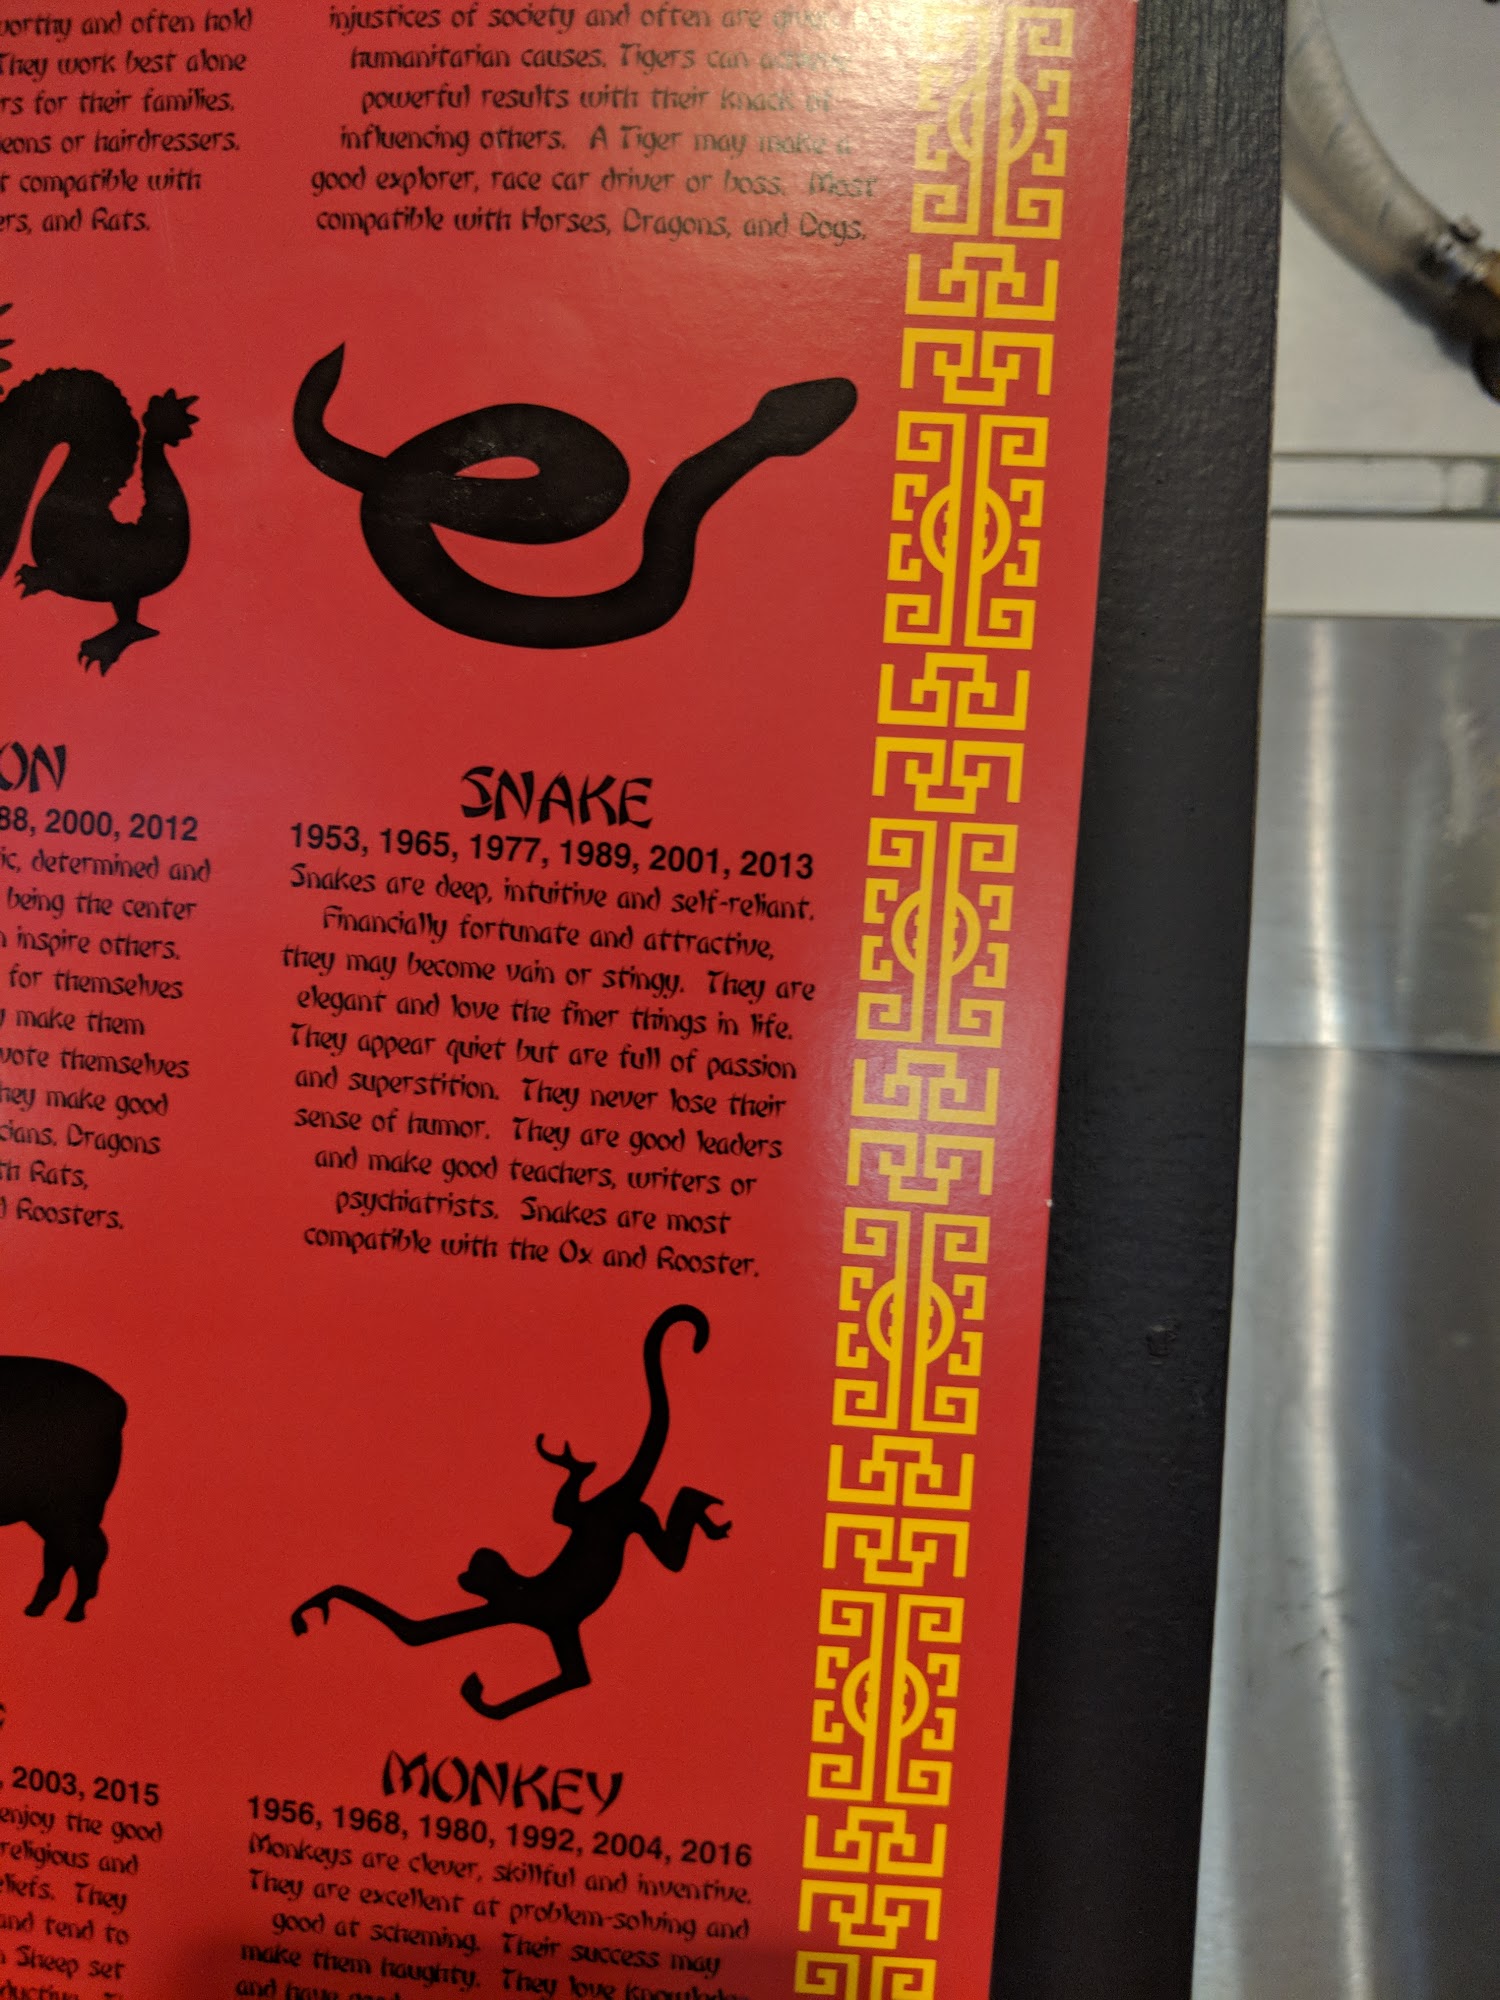 worthy and often hold
They work best alone
rs for their families.
eons or hairdressers.
t compatible with
ers, and Rats.
injustices of society and often are
humanitarian causes. Tigers can
powerful results with their knack of
influencing others. A Tiger may make a
good explorer, race car driver or boss. Most
compatible with Horses, Dragons, and Dogs.
ON
88, 2000, 2012
ic, determined and
being the center
n inspire others.
for themselves
y make them
vote themselves
hey make good
cians. Dragons
th Rats,
d Roosters.
SNAKE
1953, 1965, 1977, 1989, 2001, 2013
Snakes are deep, intuitive and self-reliant.
Financially fortunate and attractive,
they may become vain or stingy. They are
elegant and love the finer things in life.
They appear quiet but are full of passion
and superstition. They never lose their
sense of humor. They are good leaders
and make good teachers, writers or
psychiatrists. Snakes are most
compatible with the Ox and Rooster.
, 2003, 2015
enjoy the good
religious and
eliefs. They
and tend to
Sheep set
MONKEY
1956, 1968, 1980, 1992, 2004, 2016
Monkeys are clever, skillful and inventive.
They are excellent at problem-solving and
good at scheming. Their success may
make them haughty. They love knowledge
and have